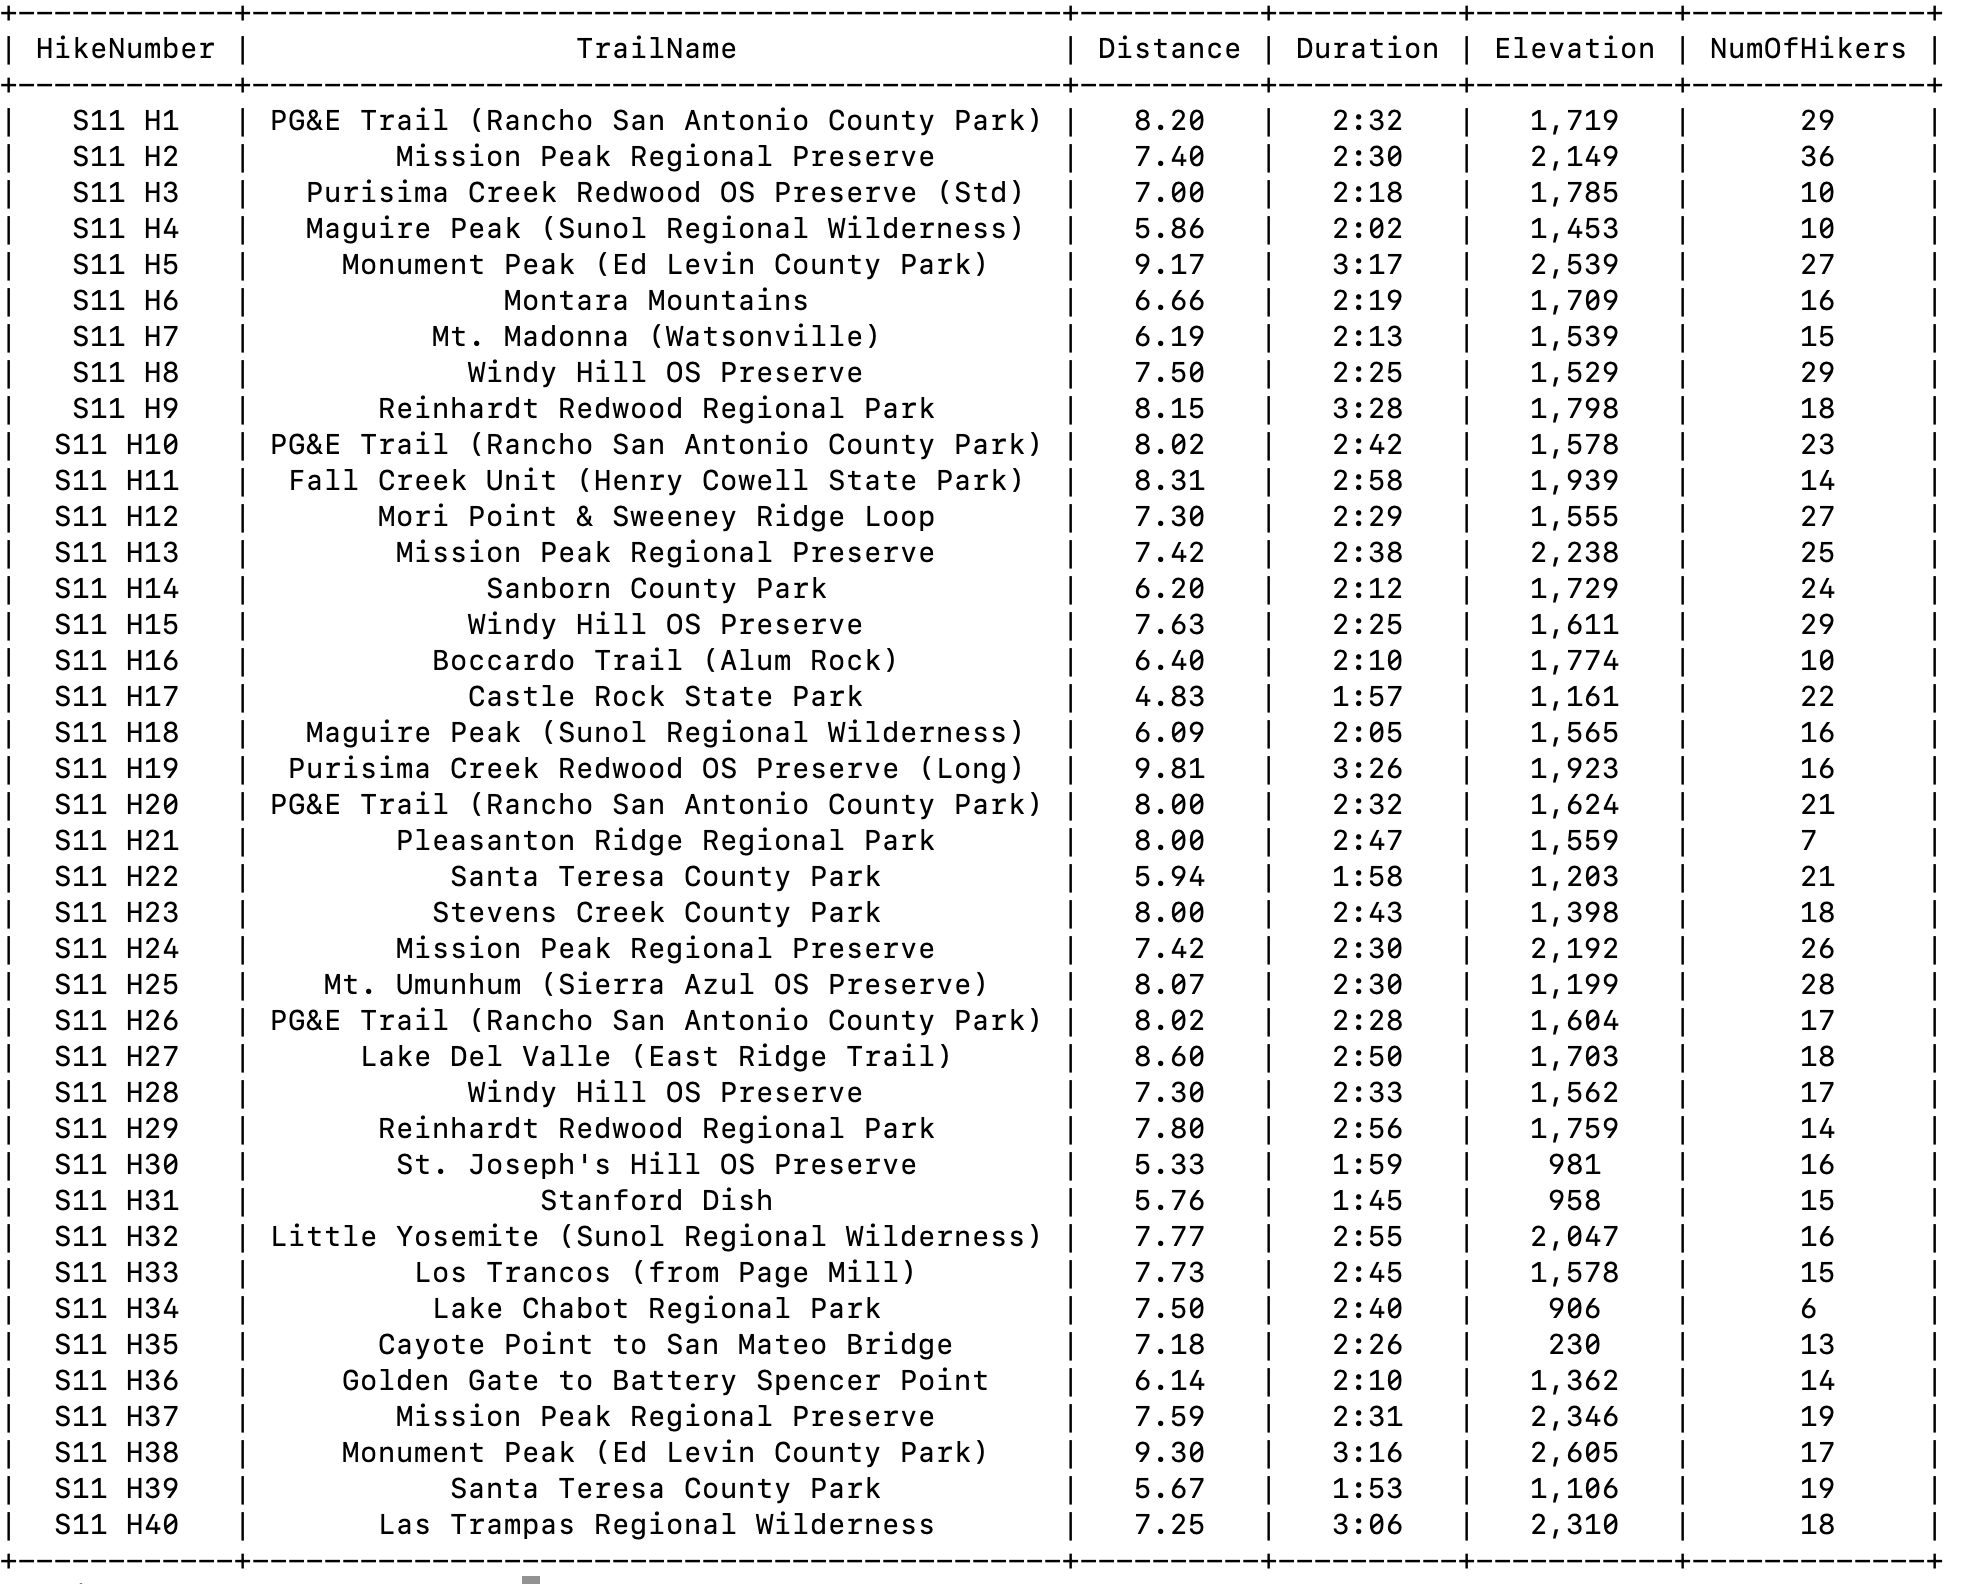 +------------+---------------------------------------------+----------+----------+-----------+-------------+
| HikeNumber | TrailName | Distance | Duration | Elevation | NumOfHikers |
+------------+---------------------------------------------+----------+----------+-----------+-------------+
| S11 H1 | PG&E Trail (Rancho San Antonio County Park) | 8.20 | 2:32 | 1,719 | 29 |
| S11 H2 | Mission Peak Regional Preserve | 7.40 | 2:30 | 2,149 | 36 |
| S11 H3 | Purisima Creek Redwood OS Preserve (Std) | 7.00 | 2:18 | 1,785 | 10 |
| S11 H4 | Maguire Peak (Sunol Regional Wilderness) | 5.86 | 2:02 | 1,453 | 10 |
| S11 H5 | Monument Peak (Ed Levin County Park) | 9.17 | 3:17 | 2,539 | 27 |
| S11 H6 | Montara Mountains | 6.66 | 2:19 | 1,709 | 16 |
| S11 H7 | Mt. Madonna (Watsonville) | 6.19 | 2:13 | 1,539 | 15 |
| S11 H8 | Windy Hill OS Preserve | 7.50 | 2:25 | 1,529 | 29 |
| S11 H9 | Reinhardt Redwood Regional Park | 8.15 | 3:28 | 1,798 | 18 |
| S11 H10 | PG&E Trail (Rancho San Antonio County Park) | 8.02 | 2:42 | 1,578 | 23 |
| S11 H11 | Fall Creek Unit (Henry Cowell State Park) | 8.31 | 2:58 | 1,939 | 14 |
| S11 H12 | Mori Point & Sweeney Ridge Loop | 7.30 | 2:29 | 1,555 | 27 |
| S11 H13 | Mission Peak Regional Preserve | 7.42 | 2:38 | 2,238 | 25 |
| S11 H14 | Sanborn County Park | 6.20 | 2:12 | 1,729 | 24 |
| S11 H15 | Windy Hill OS Preserve | 7.63 | 2:25 | 1,611 | 29 |
| S11 H16 | Boccardo Trail (Alum Rock) | 6.40 | 2:10 | 1,774 | 10 |
| S11 H17 | Castle Rock State Park | 4.83 | 1:57 | 1,161 | 22 |
| S11 H18 | Maguire Peak (Sunol Regional Wilderness) | 6.09 | 2:05 | 1,565 | 16 |
| S11 H19 | Purisima Creek Redwood OS Preserve (Long) | 9.81 | 3:26 | 1,923 | 16 |
| S11 H20 | PG&E Trail (Rancho San Antonio County Park) | 8.00 | 2:32 | 1,624 | 21 |
| S11 H21 | Pleasanton Ridge Regional Park | 8.00 | 2:47 | 1,559 | 7 |
| S11 H22 | Santa Teresa County Park | 5.94 | 1:58 | 1,203 | 21 |
| S11 H23 | Stevens Creek County Park | 8.00 | 2:43 | 1,398 | 18 |
| S11 H24 | Mission Peak Regional Preserve | 7.42 | 2:30 | 2,192 | 26 |
| S11 H25 | Mt. Umunhum (Sierra Azul OS Preserve) | 8.07 | 2:30 | 1,199 | 28 |
| S11 H26 | PG&E Trail (Rancho San Antonio County Park) | 8.02 | 2:28 | 1,604 | 17 |
| S11 H27 | Lake Del Valle (East Ridge Trail) | 8.60 | 2:50 | 1,703 | 18 |
| S11 H28 | Windy Hill OS Preserve | 7.30 | 2:33 | 1,562 | 17 |
| S11 H29 | Reinhardt Redwood Regional Park | 7.80 | 2:56 | 1,759 | 14 |
| S11 H30 | St. Joseph's Hill OS Preserve | 5.33 | 1:59 | 981 | 16 |
| S11 H31 | Stanford Dish | 5.76 | 1:45 | 958 | 15 |
| S11 H32 | Little Yosemite (Sunol Regional Wilderness) | 7.77 | 2:55 | 2,047 | 16 |
| S11 H33 | Los Trancos (from Page Mill) | 7.73 | 2:45 | 1,578 | 15 |
| S11 H34 | Lake Chabot Regional Park | 7.50 | 2:40 | 906 | 6 |
| S11 H35 | Cayote Point to San Mateo Bridge | 7.18 | 2:26 | 230 | 13 |
| S11 H36 | Golden Gate to Battery Spencer Point | 6.14 | 2:10 | 1,362 | 14 |
| S11 H37 | Mission Peak Regional Preserve | 7.59 | 2:31 | 2,346 | 19 |
| S11 H38 | Monument Peak (Ed Levin County Park) | 9.30 | 3:16 | 2,605 | 17 |
| S11 H39 | Santa Teresa County Park | 5.67 | 1:53 | 1,106 | 19 |
| S11 H40 | Las Trampas Regional Wilderness | 7.25 | 3:06 | 2,310 | 18 |
+------------+---------------------------------------------+----------+----------+-----------+-------------+